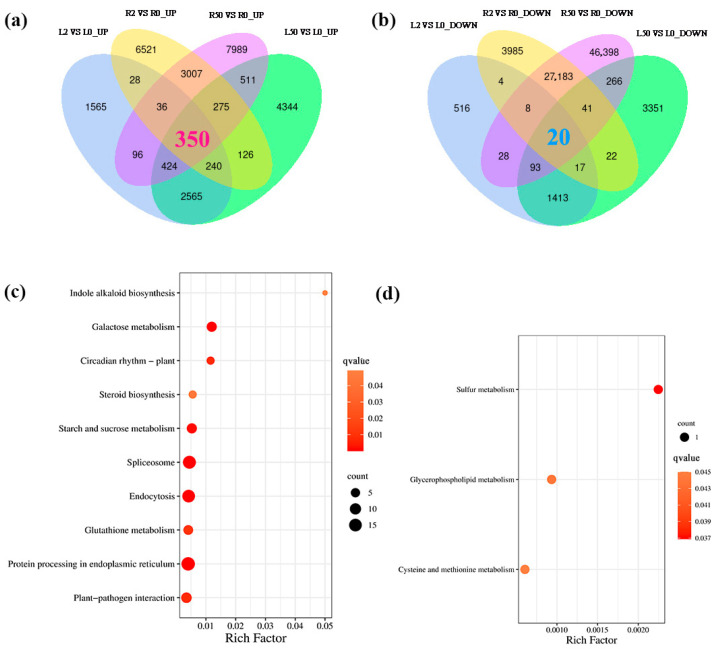 (a)
R2 VS R0_UP
R50 VS R0_UP
L2 VS L0_UP
L50 VS L0_UP
6521
7989
28
3007
511
1565
36
275
4344
350
96
424
240
126
2565
(b)
R2 VS R0_DOWN
R50 VS R0_DOWN
L2 VS L0_DOWN
L50 VS L0_DOWN
3985
46,398
4
27,183
266
516
8
41
3351
20
28
93
17
22
1413
(c)
Indole alkaloid biosynthesis
Galactose metabolism
Circadian rhythm − plant
Steroid biosynthesis
Starch and sucrose metabolism
Spliceosome
Endocytosis
Glutathione metabolism
Protein processing in endoplasmic reticulum
Plant−pathogen interaction
0.01 0.02 0.03 0.04 0.05
Rich Factor
qvalue
0.04
0.03
0.02
0.01
count
5
10
15
(d)
Sulfur metabolism
Glycerophospholipid metabolism
Cysteine and methionine metabolism
0.0010 0.0015 0.0020
Rich Factor
count
1
qvalue
0.045
0.043
0.041
0.039
0.037